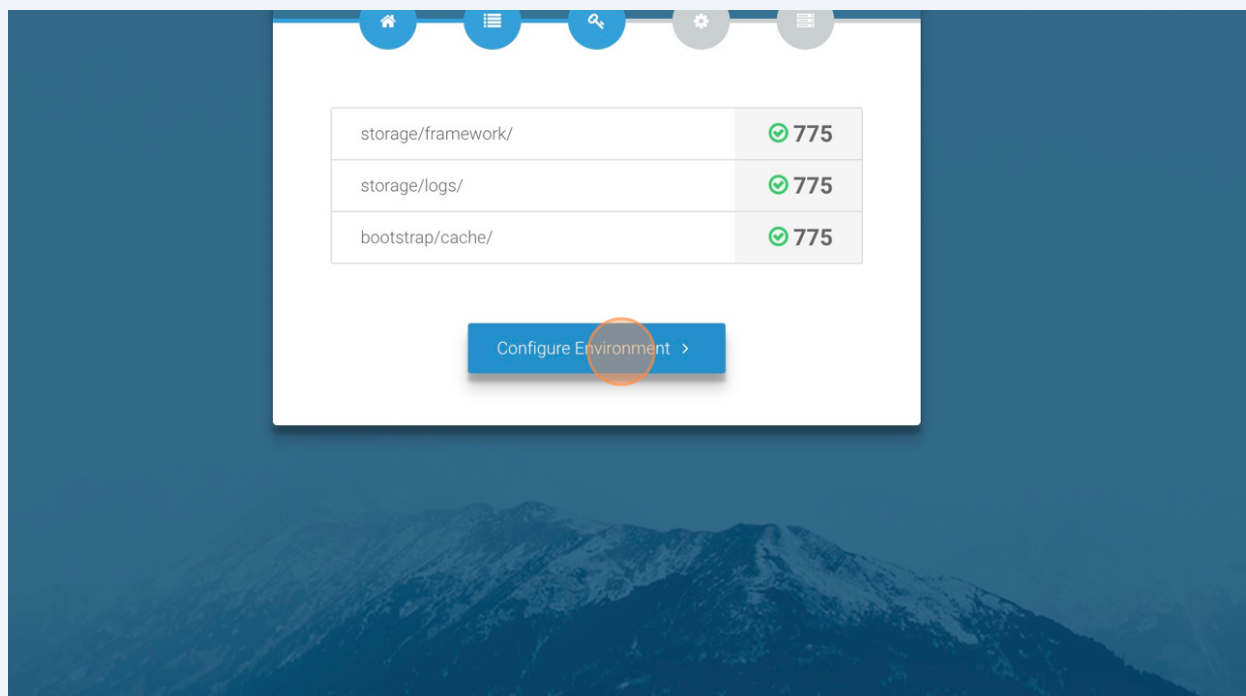 storage/framework/ 775
storage/logs/ 775
bootstrap/cache/ 775
Configure Environment